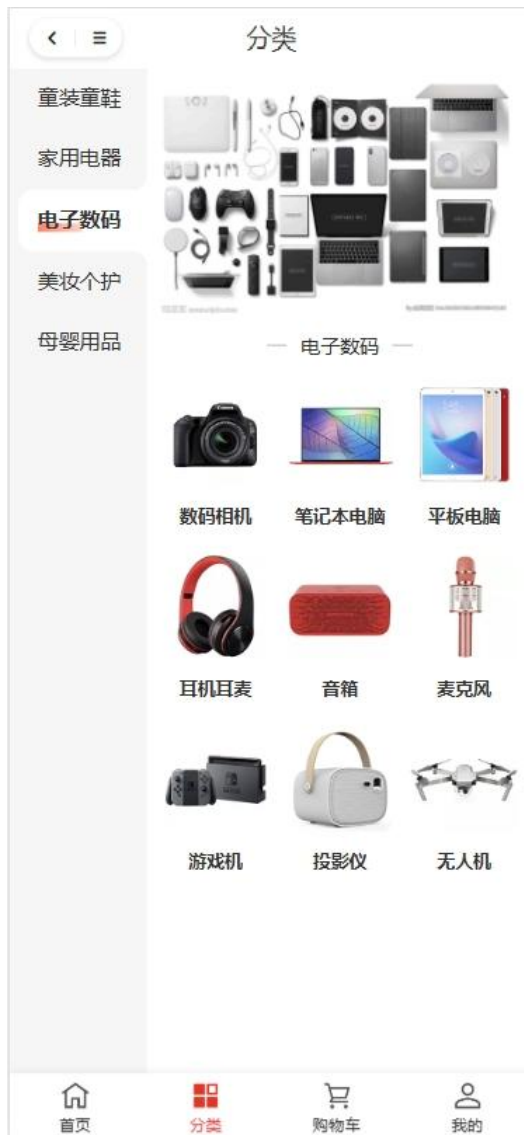 分类
童装童鞋
家用电器
电子数码
美妆个护
母婴用品
电子数码
数码相机
笔记本电脑
平板电脑
耳机耳麦
音箱
麦克风
游戏机
投影仪
无人机
首页
分类
购物车
我的